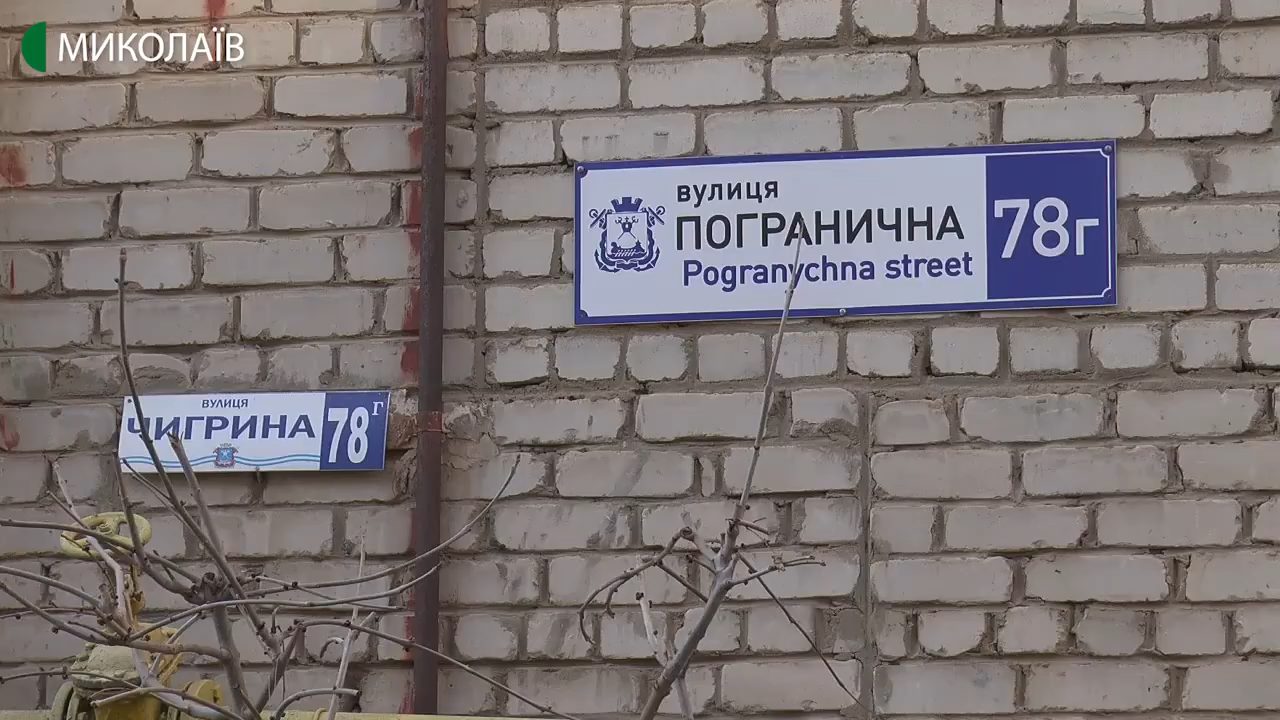 МИКОЛАЇВ
вулиця
ПОГРАНИЧНА
Pogranychna street
78г
ВУЛИЦЯ
ЧИГРИНА
78Г